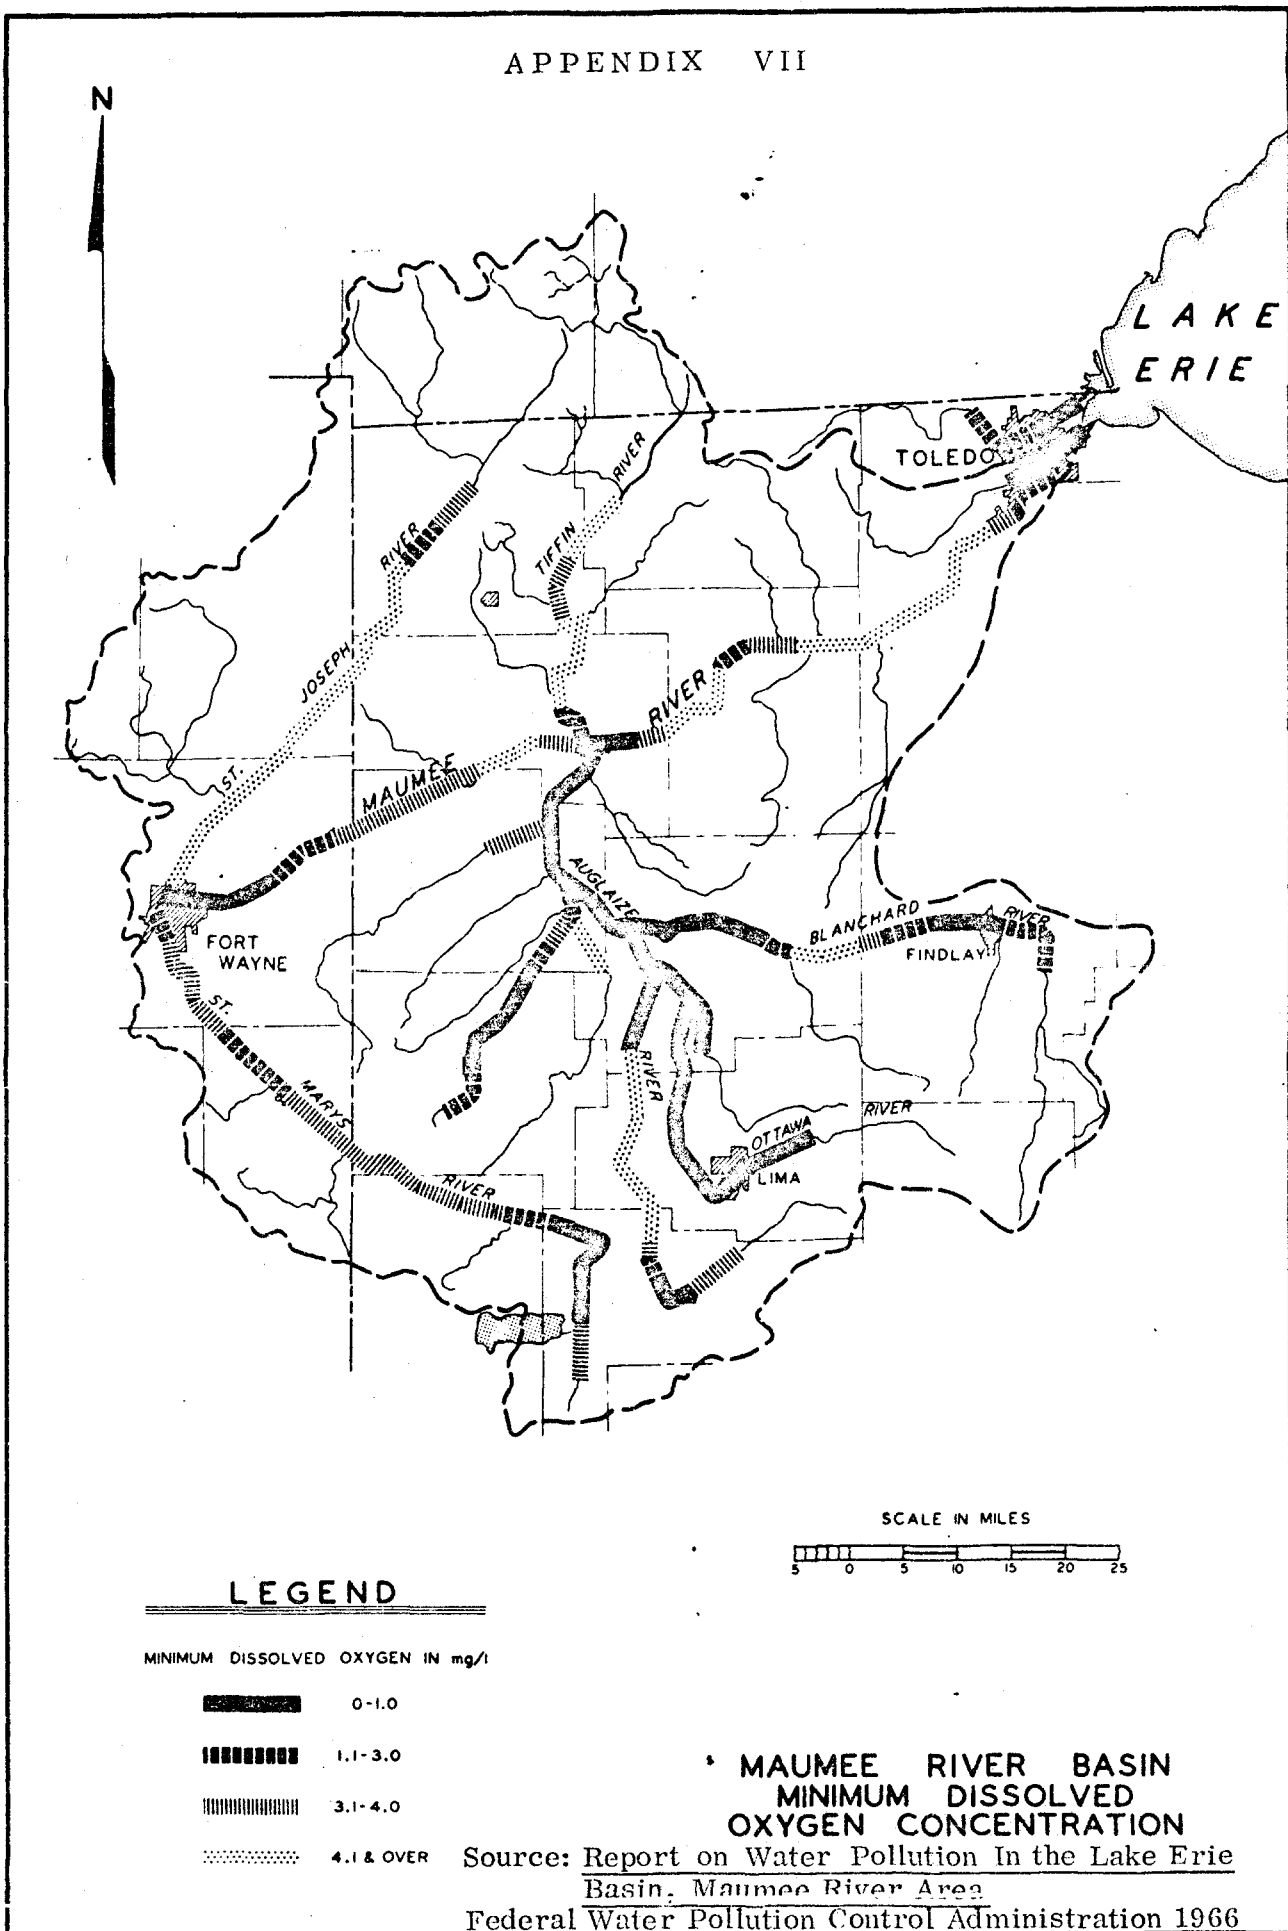 APPENDIX VII
N
LAKE
ERIE
TOLEDO
RIVER
TIFFIN
RIVER
JOSEPH
ST.
RIVER
MAUMEE
AUGLAIZE
BLANCHARD
RIVER
FINDLAY
FORT
WAYNE
ST.
MARYS
RIVER
RIVER
OTTAWA
RIVER
LIMA
SCALE IN MILES
5 0 5 10 15 20 25
LEGEND
MINIMUM DISSOLVED OXYGEN IN mg/l
0-1.0
1.1-3.0
3.1-4.0
4.1 & OVER
MAUMEE RIVER BASIN
MINIMUM DISSOLVED
OXYGEN CONCENTRATION
Source: Report on Water Pollution In the Lake Erie
Basin, Maumee River Area
Federal Water Pollution Control Administration 1966